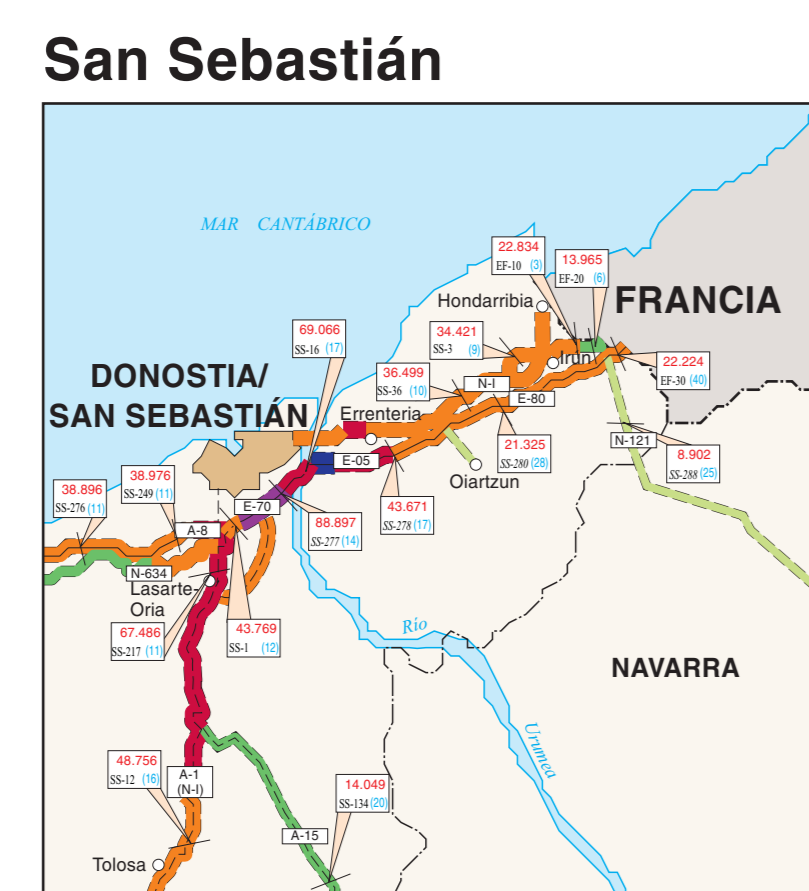 San Sebastián
MAR CANTÁBRICO
22.834
EF-10 (3)
13.965
EF-20 (6)
Hondarribia
FRANCIA
69.066
SS-16 (17)
34.421
SS-3 (9)
Irun
22.224
EF-30 (40)
DONOSTIA/
SAN SEBASTIÁN
36.499
SS-36 (10)
N-I
E-80
Errenteria
21.325
SS-280 (28)
N-121
8.902
SS-288 (25)
E-05
Oiartzun
38.896
SS-276 (11)
38.976
SS-249 (11)
E-70
43.671
SS-278 (17)
A-8
88.897
SS-277 (14)
N-634
Lasarte-
Oria
67.486
SS-217 (11)
43.769
SS-1 (12)
Río
NAVARRA
Urumea
48.756
SS-12 (16)
A-1
(N-I)
14.049
SS-134 (20)
A-15
Tolosa